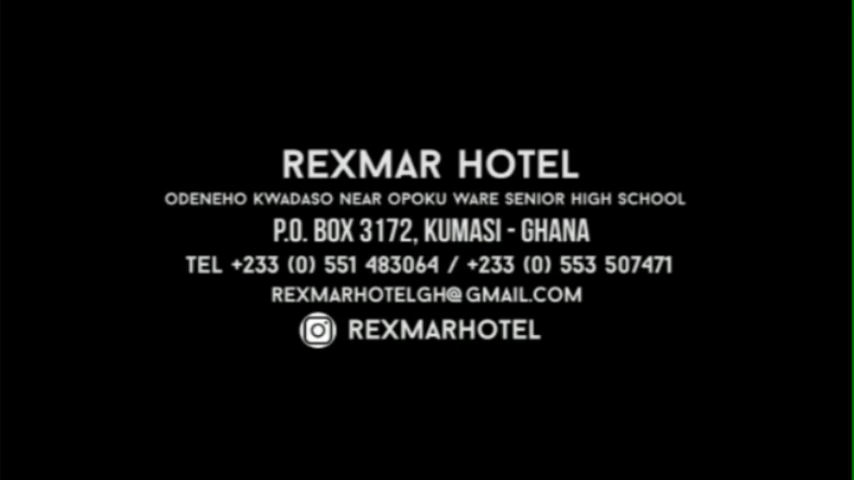 REXMAR HOTEL
ODENEHO KWADASO NEAR OPOKU WARE SENIOR HIGH SCHOOL
P.O. BOX 3172, KUMASI - GHANA
TEL +233 (0) 551 483064 / +233 (0) 553 507471
REXMARHOTELGH@GMAIL.COM
REXMARHOTEL